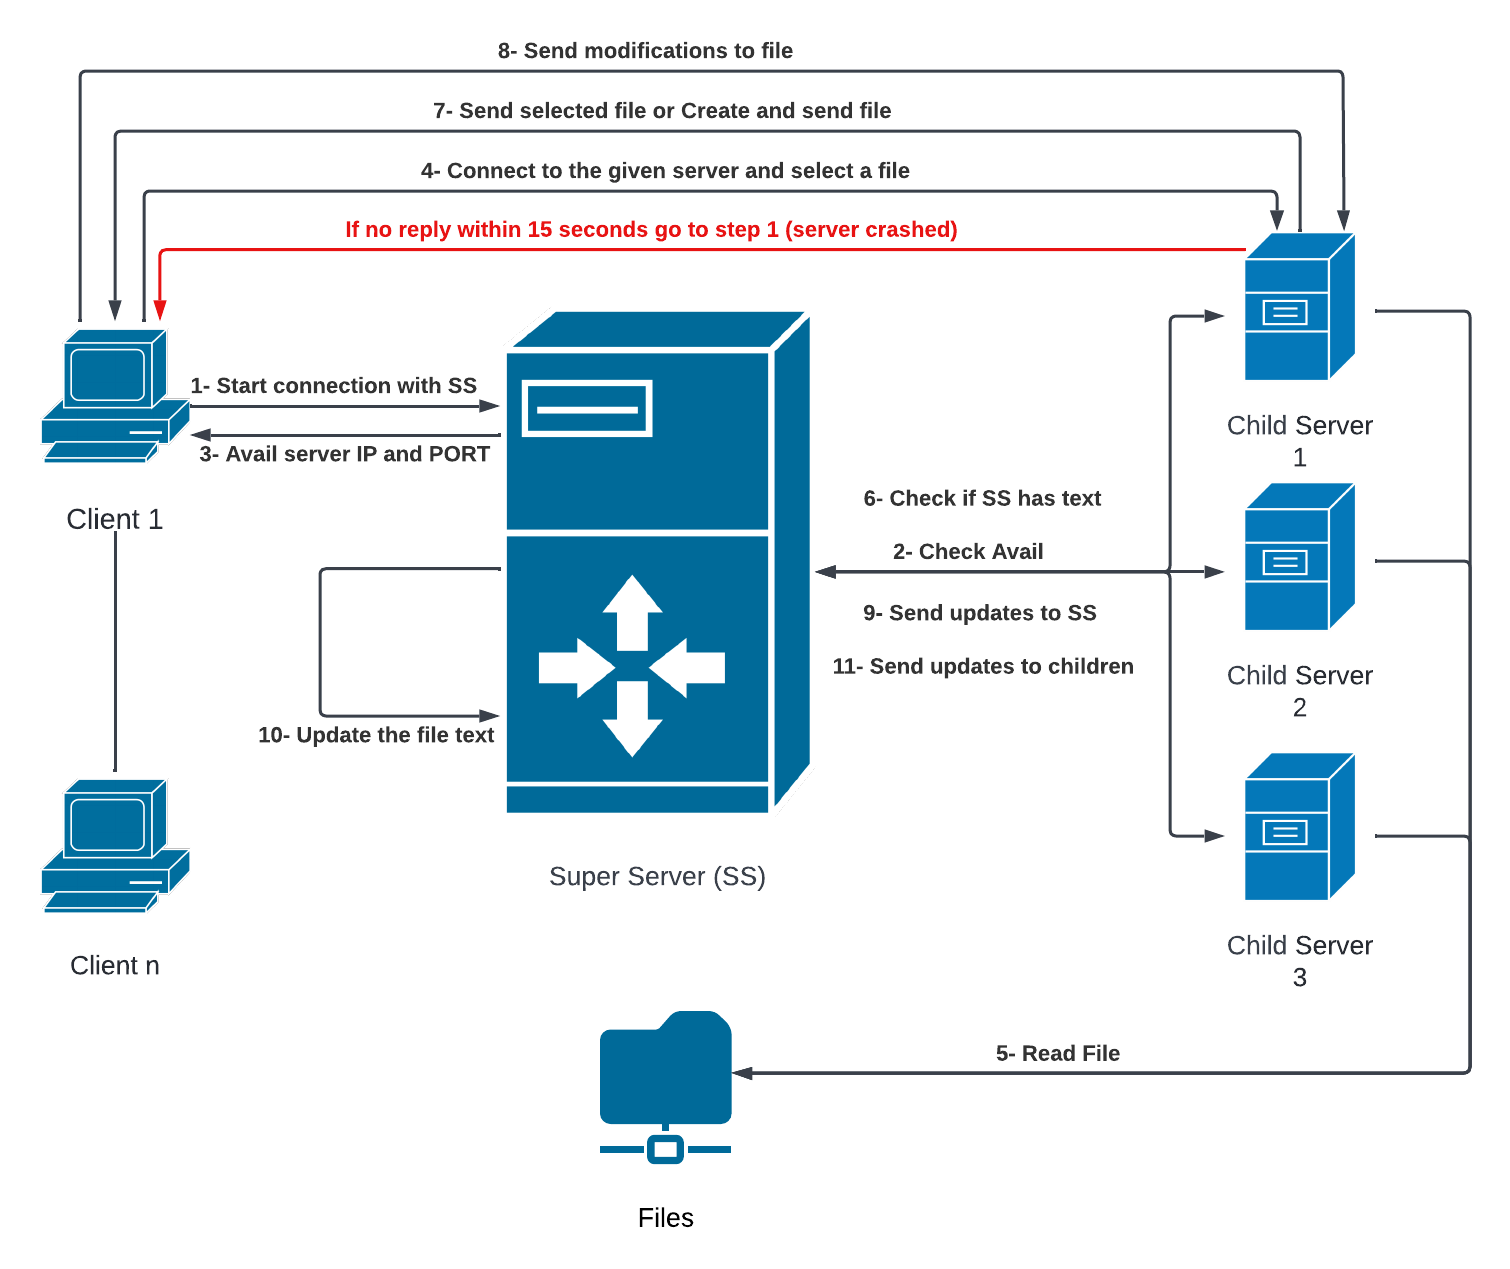 8- Send modifications to file
7- Send selected file or Create and send file
4- Connect to the given server and select a file
If no reply within 15 seconds go to step 1 (server crashed)
1- Start connection with SS
3- Avail server IP and PORT
Client 1
Child Server
1
6- Check if SS has text
2- Check Avail
9- Send updates to SS
11- Send updates to children
Child Server
2
10- Update the file text
Super Server (SS)
Client n
Child Server
3
5- Read File
Files